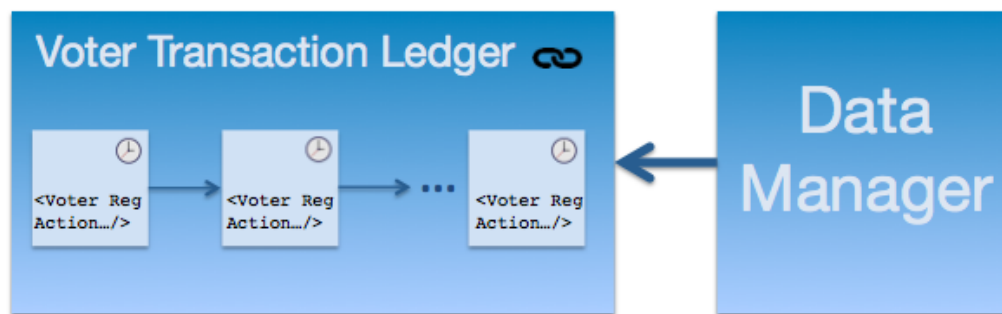 Voter Transaction Ledger
<Voter Reg
Action…/>
<Voter Reg
Action…/>
...
<Voter Reg
Action…/>
Data
Manager